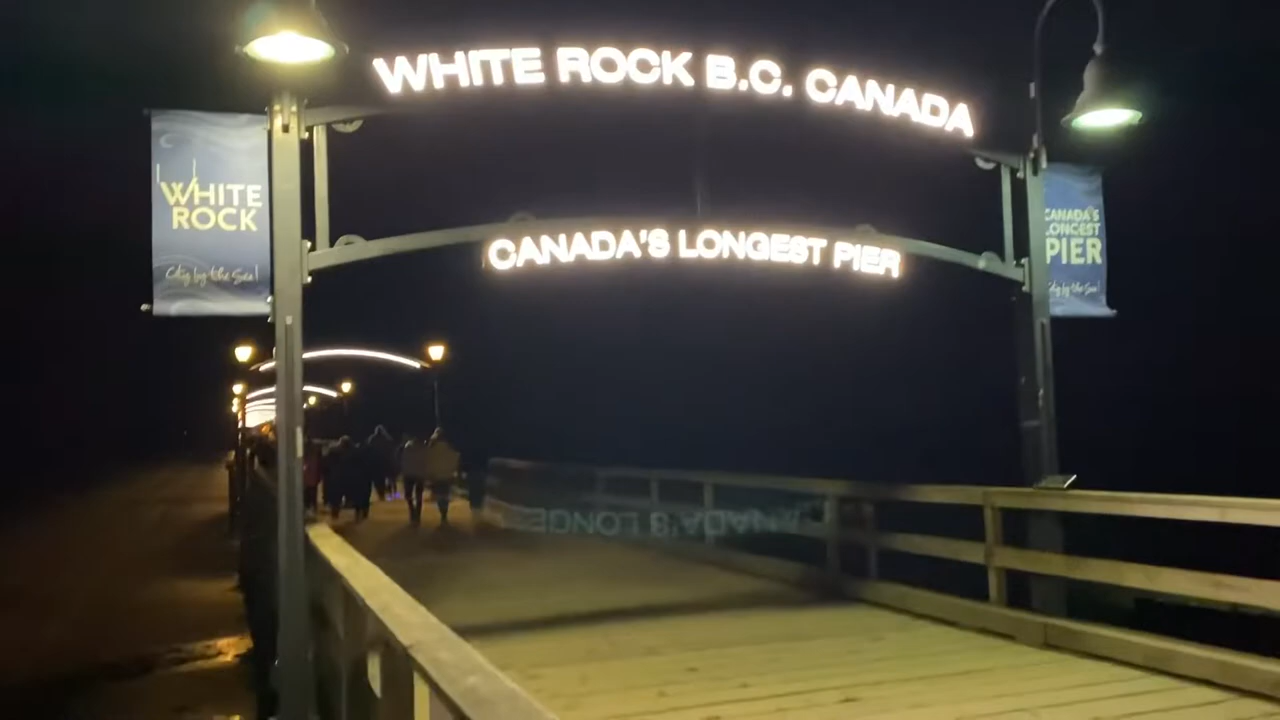 WHITE ROCK B.C. CANADA
CANADA'S LONGEST PIER
WHITE
ROCK
City by the Sea!
CANADA'S
LONGEST
PIER
City by the Sea!